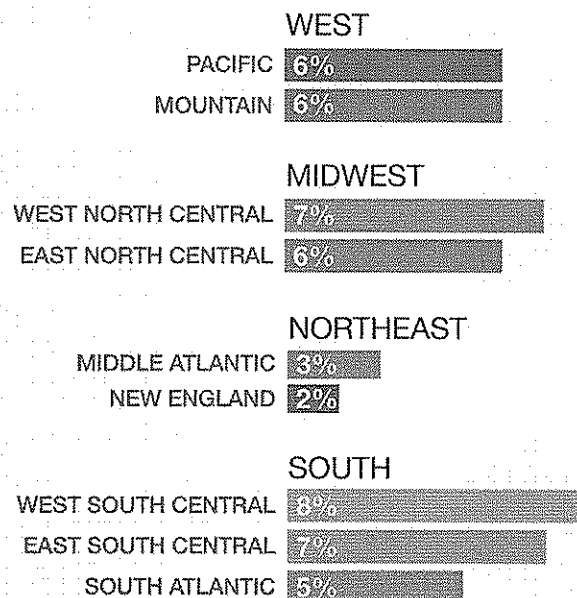 WEST
PACIFIC 6%
MOUNTAIN 6%
MIDWEST
WEST NORTH CENTRAL 7%
EAST NORTH CENTRAL 6%
NORTHEAST
MIDDLE ATLANTIC 3%
NEW ENGLAND 2%
SOUTH
WEST SOUTH CENTRAL 8%
EAST SOUTH CENTRAL 7%
SOUTH ATLANTIC 5%